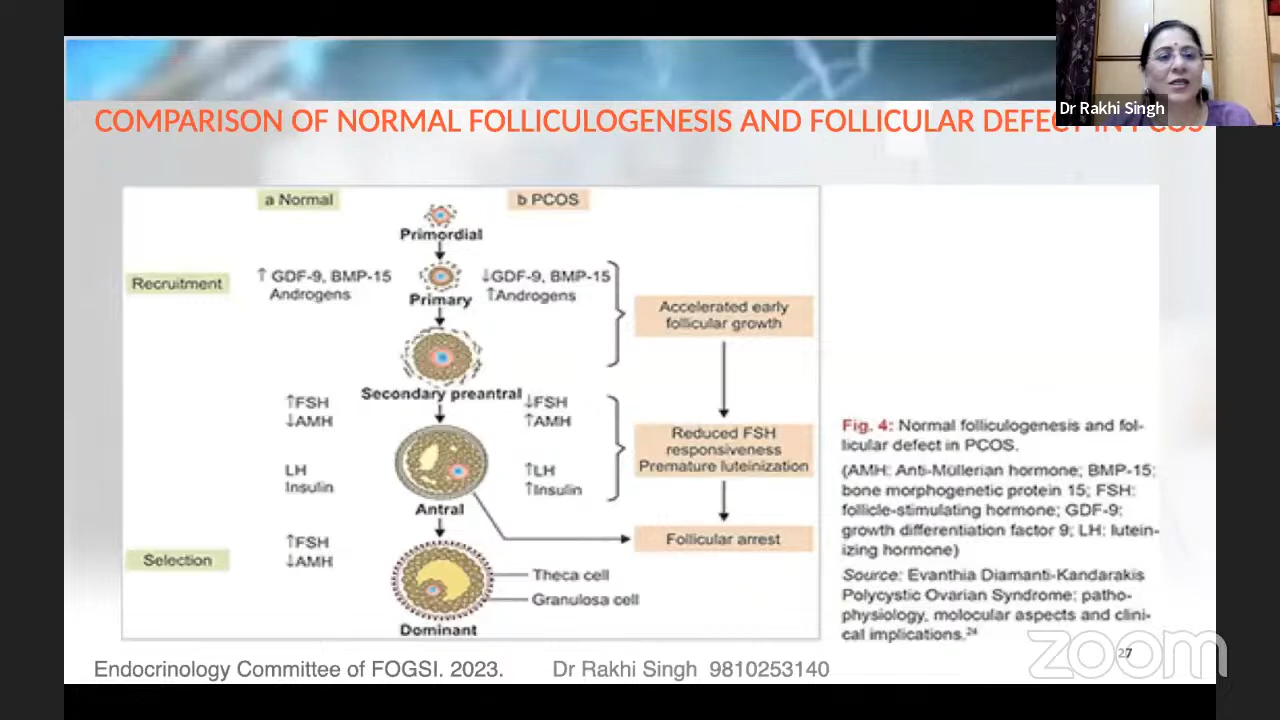 Dr Rakhi Singh
COMPARISON OF NORMAL FOLLICULOGENESIS AND FOLLICULAR DEFECT IN PCOS
a Normal
b PCOS
Primordial
Recruitment
↑ GDF-9, BMP-15
Androgens
Primary
↓GDF-9, BMP-15
↑Androgens
Accelerated early
follicular growth
Secondary preantral
↑FSH
↓AMH
↓FSH
↑AMH
LH
Insulin
↑LH
↑Insulin
Reduced FSH
responsiveness
Premature luteinization
Antral
Follicular arrest
Selection
↑FSH
↓AMH
Theca cell
Granulosa cell
Dominant
Fig. 4: Normal folliculogenesis and fol-
licular defect in PCOS.
(AMH: Anti-Müllerian hormone; BMP-15:
bone morphogenetic protein 15; FSH:
follicle-stimulating hormone; GDF-9:
growth differentiation factor 9; LH: lutein-
izing hormone)
Source: Evanthia Diamanti-Kandarakis
Polycystic Ovarian Syndrome: patho-
physiology, molocular aspects and clini-
cal implications.24
Endocrinology Committee of FOGSI. 2023.
Dr Rakhi Singh 9810253140
27
zoom